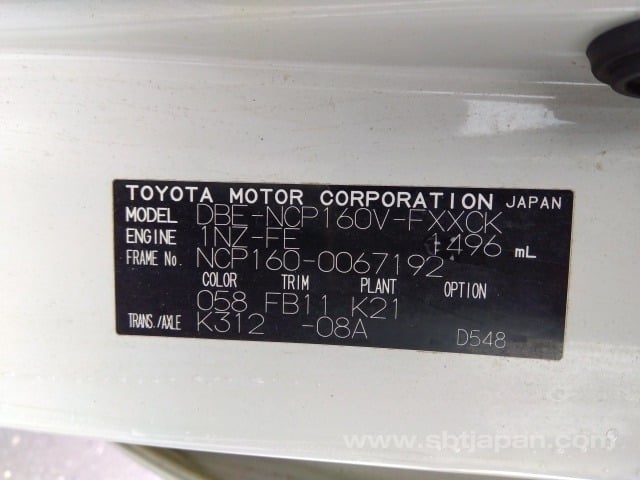 TOYOTA MOTOR CORPORATION JAPAN
MODEL DBE-NCP160V-FXXCK
ENGINE 1NZ-FE 1496 mL
FRAME No. NCP160-0067192
COLOR TRIM PLANT OPTION
058 FB11 K21
TRANS./AXLE K312 -08A
D548
www.sbtjapan.com